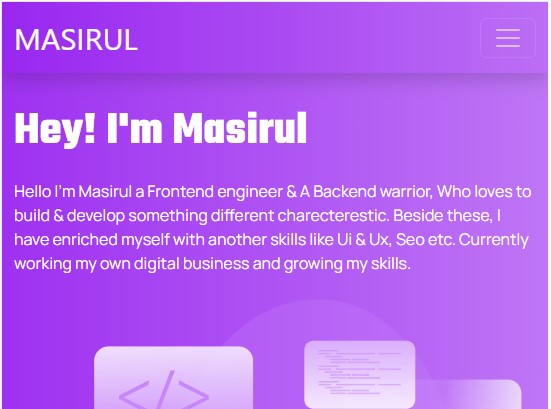 MASIRUL
Hey! I'm Masirul
Hello I'm Masirul a Frontend engineer & A Backend warrior, Who loves to
build & develop something different charecterestic. Beside these, I
have enriched myself with another skills like Ui & Ux, Seo etc. Currently
working my own digital business and growing my skills.
</>